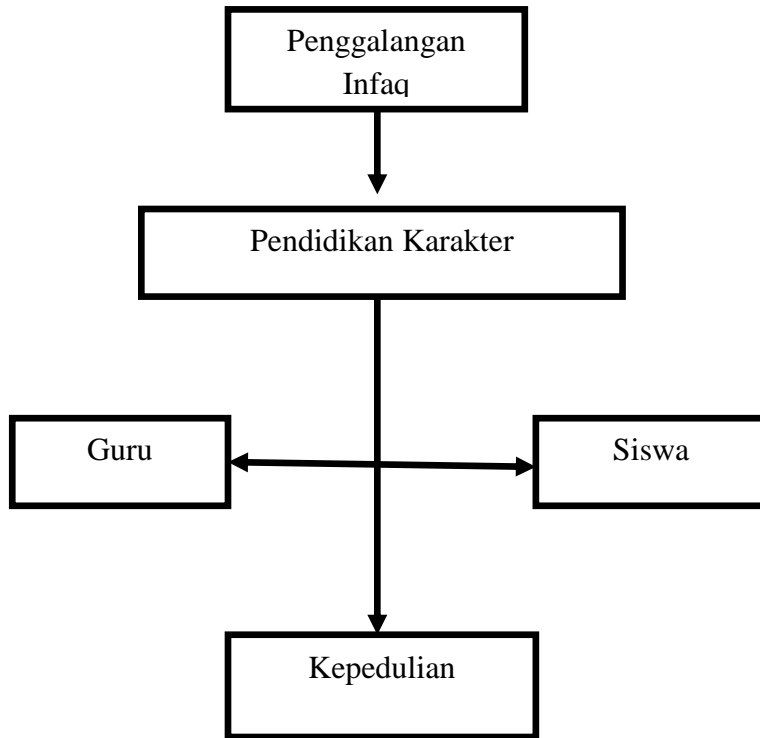 Penggalangan
Infaq
Pendidikan Karakter
Guru
Siswa
Kepedulian